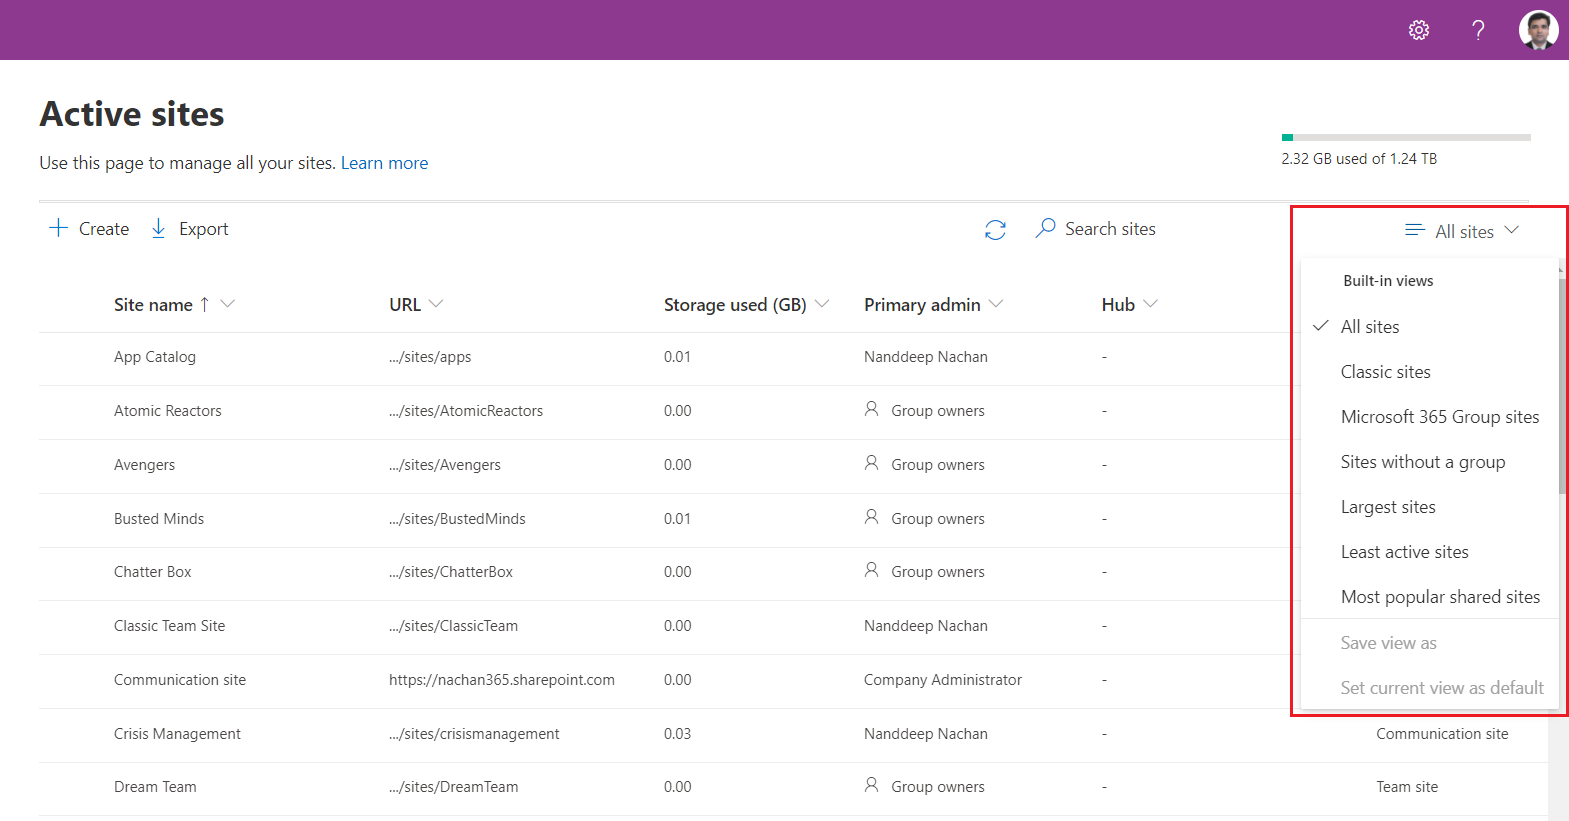 Active sites
Use this page to manage all your sites. Learn more
2.32 GB used of 1.24 TB
Create Export Search sites All sites
Built-in views
All sites
Classic sites
Microsoft 365 Group sites
Sites without a group
Largest sites
Least active sites
Most popular shared sites
Save view as
Set current view as default
Site name ↑ URL Storage used (GB) Primary admin Hub
App Catalog .../sites/apps 0.01 Nanddeep Nachan -
Atomic Reactors .../sites/AtomicReactors 0.00 Group owners -
Avengers .../sites/Avengers 0.00 Group owners -
Busted Minds .../sites/BustedMinds 0.01 Group owners -
Chatter Box .../sites/ChatterBox 0.00 Group owners -
Classic Team Site .../sites/ClassicTeam 0.00 Nanddeep Nachan -
Communication site https://nachan365.sharepoint.com 0.00 Company Administrator -
Crisis Management .../sites/crisismanagement 0.03 Nanddeep Nachan - Communication site
Dream Team .../sites/DreamTeam 0.00 Group owners - Team site